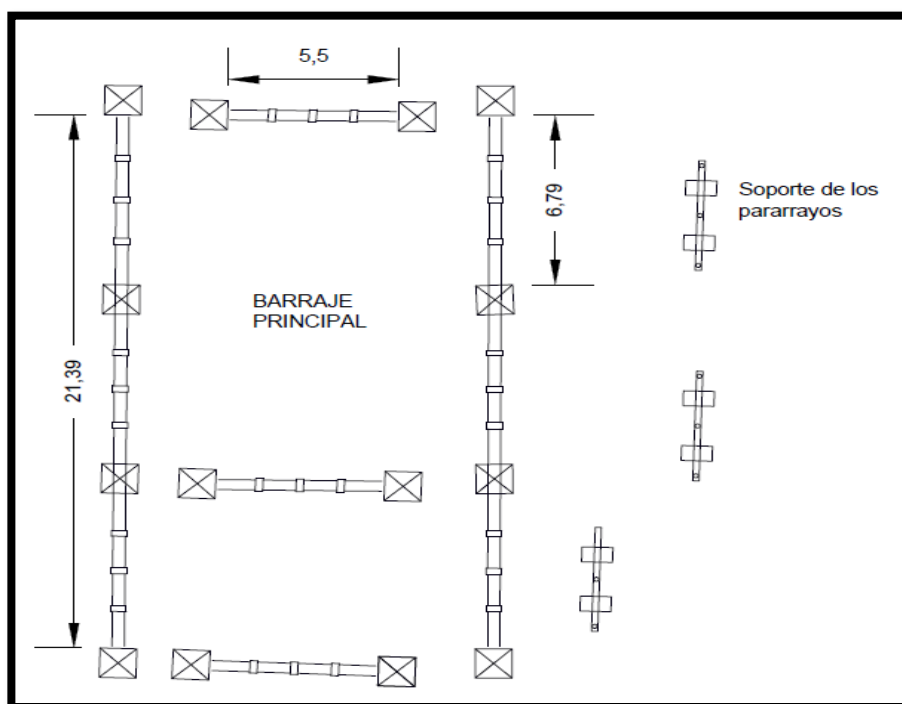 5,5
6,79
Soporte de los
pararrayos
BARRAJE
PRINCIPAL
21,39